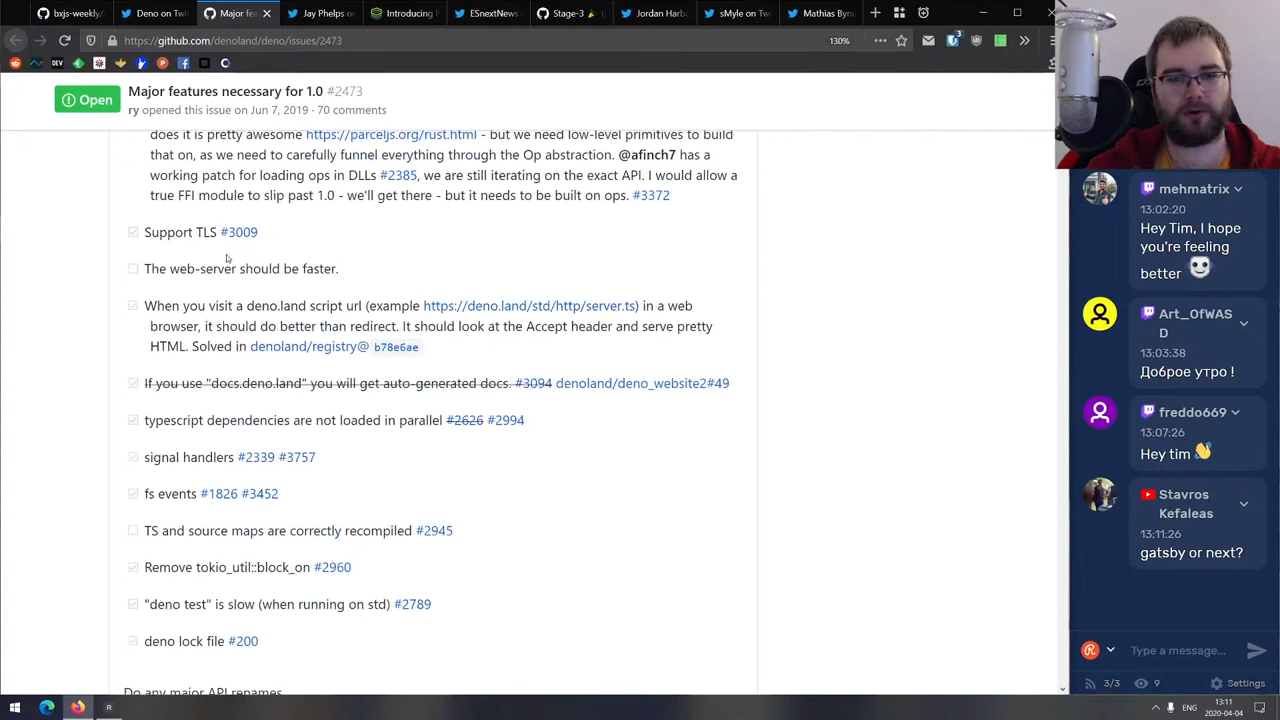 bxjs-weekly/
Deno on Twi
Major fea
Jay Phelps o
Introducing
ESnextNews
Stage-3
Jordan Harb
sMyle on Tw
Mathias Byn
https://github.com/denoland/deno/issues/2473
130%
3
DEV
Open
Major features necessary for 1.0 #2473
ry opened this issue on Jun 7, 2019 · 70 comments
does it is pretty awesome https://parceljs.org/rust.html - but we need low-level primitives to build
that on, as we need to carefully funnel everything through the Op abstraction. @afinch7 has a
working patch for loading ops in DLLs #2385, we are still iterating on the exact API. I would allow a
true FFI module to slip past 1.0 - we'll get there - but it needs to be built on ops. #3372
Support TLS #3009
The web-server should be faster.
When you visit a deno.land script url (example https://deno.land/std/http/server.ts) in a web
browser, it should do better than redirect. It should look at the Accept header and serve pretty
HTML. Solved in denoland/registry@ b78e6ae
If you use "docs.deno.land" you will get auto-generated docs. #3094 denoland/deno_website2#49
typescript dependencies are not loaded in parallel #2626 #2994
signal handlers #2339 #3757
fs events #1826 #3452
TS and source maps are correctly recompiled #2945
Remove tokio_util::block_on #2960
"deno test" is slow (when running on std) #2789
deno lock file #200
Do any major API renames
mehmatrix
13:02:20
Hey Tim, I hope
you're feeling
better
Art_OfWAS
D
13:03:38
Доброе утро !
freddo669
13:07:26
Hey tim
Stavros
Kefaleas
13:11:26
gatsby or next?
Type a message...
3/3
9
Settings
ENG
13:11
2020-04-04